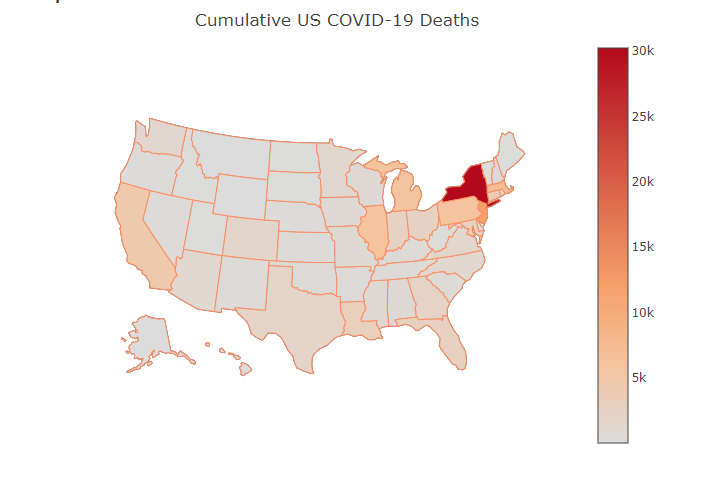 Cumulative US COVID-19 Deaths
30k
25k
20k
15k
10k
5k